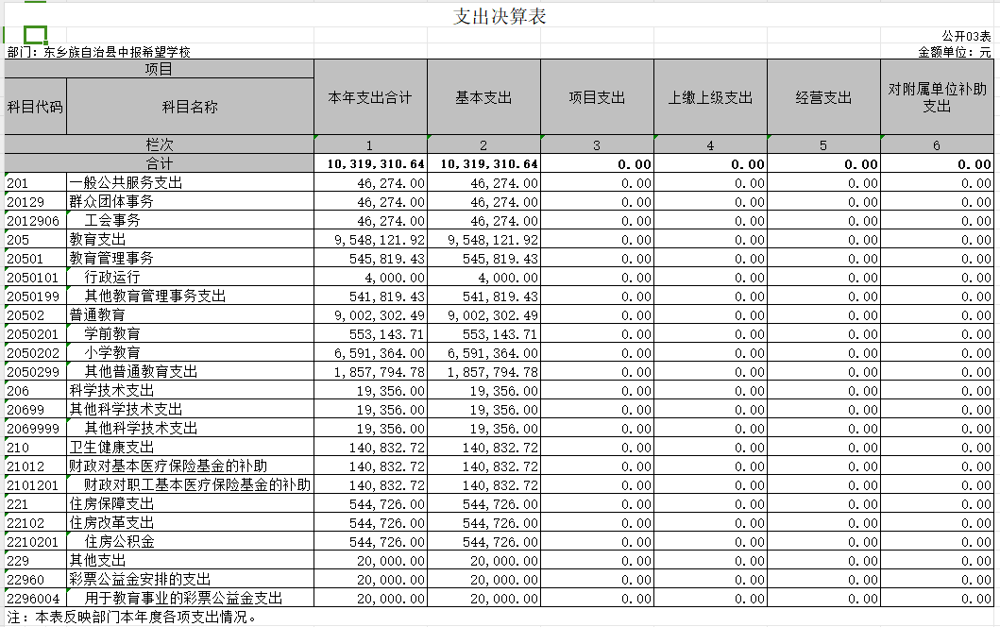 支出决算表
公开03表
部门：东乡族自治县中报希望学校 金额单位：元
项目 本年支出合计 基本支出 项目支出 上缴上级支出 经营支出 对附属单位补助支出
科目代码 科目名称
栏次 1 2 3 4 5 6
合计 10,319,310.64 10,319,310.64 0.00 0.00 0.00 0.00
201 一般公共服务支出 46,274.00 46,274.00 0.00 0.00 0.00 0.00
20129 群众团体事务 46,274.00 46,274.00 0.00 0.00 0.00 0.00
2012906 工会事务 46,274.00 46,274.00 0.00 0.00 0.00 0.00
205 教育支出 9,548,121.92 9,548,121.92 0.00 0.00 0.00 0.00
20501 教育管理事务 545,819.43 545,819.43 0.00 0.00 0.00 0.00
2050101 行政运行 4,000.00 4,000.00 0.00 0.00 0.00 0.00
2050199 其他教育管理事务支出 541,819.43 541,819.43 0.00 0.00 0.00 0.00
20502 普通教育 9,002,302.49 9,002,302.49 0.00 0.00 0.00 0.00
2050201 学前教育 553,143.71 553,143.71 0.00 0.00 0.00 0.00
2050202 小学教育 6,591,364.00 6,591,364.00 0.00 0.00 0.00 0.00
2050299 其他普通教育支出 1,857,794.78 1,857,794.78 0.00 0.00 0.00 0.00
206 科学技术支出 19,356.00 19,356.00 0.00 0.00 0.00 0.00
20699 其他科学技术支出 19,356.00 19,356.00 0.00 0.00 0.00 0.00
2069999 其他科学技术支出 19,356.00 19,356.00 0.00 0.00 0.00 0.00
210 卫生健康支出 140,832.72 140,832.72 0.00 0.00 0.00 0.00
21012 财政对基本医疗保险基金的补助 140,832.72 140,832.72 0.00 0.00 0.00 0.00
2101201 财政对职工基本医疗保险基金的补助 140,832.72 140,832.72 0.00 0.00 0.00 0.00
221 住房保障支出 544,726.00 544,726.00 0.00 0.00 0.00 0.00
22102 住房改革支出 544,726.00 544,726.00 0.00 0.00 0.00 0.00
2210201 住房公积金 544,726.00 544,726.00 0.00 0.00 0.00 0.00
229 其他支出 20,000.00 20,000.00 0.00 0.00 0.00 0.00
22960 彩票公益金安排的支出 20,000.00 20,000.00 0.00 0.00 0.00 0.00
2296004 用于教育事业的彩票公益金支出 20,000.00 20,000.00 0.00 0.00 0.00 0.00
注：本表反映部门本年度各项支出情况。